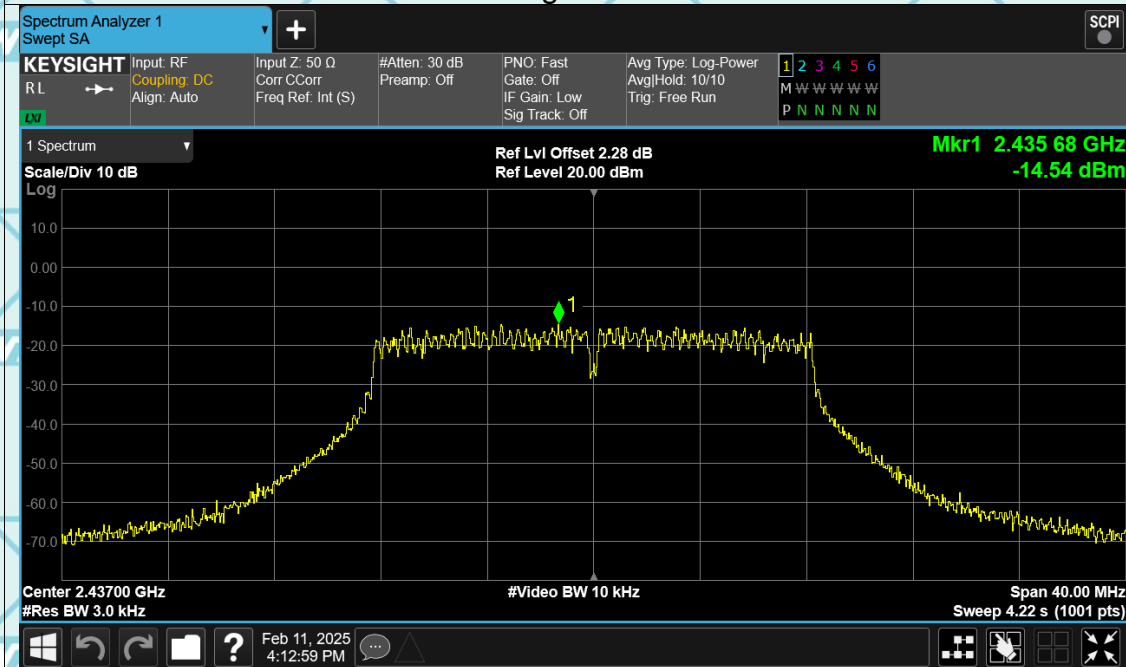 Spectrum Analyzer 1
Swept SA
+
SCPI
KEYSIGHT
RL
LXI
Input: RF
Coupling: DC
Align: Auto
Input Z: 50 Ω
Corr CCorr
Freq Ref: Int (S)
#Atten: 30 dB
Preamp: Off
PNO: Fast
Gate: Off
IF Gain: Low
Sig Track: Off
Avg Type: Log-Power
Avg|Hold: 10/10
Trig: Free Run
1 2 3 4 5 6
M W W W W W
P N N N N N
1 Spectrum
Scale/Div 10 dB
Log
Ref Lvl Offset 2.28 dB
Ref Level 20.00 dBm
Mkr1 2.435 68 GHz
-14.54 dBm
10.0
0.00
-10.0
1
-20.0
-30.0
-40.0
-50.0
-60.0
-70.0
Center 2.43700 GHz
#Res BW 3.0 kHz
#Video BW 10 kHz
Span 40.00 MHz
Sweep 4.22 s (1001 pts)
?
Feb 11, 2025
4:12:59 PM